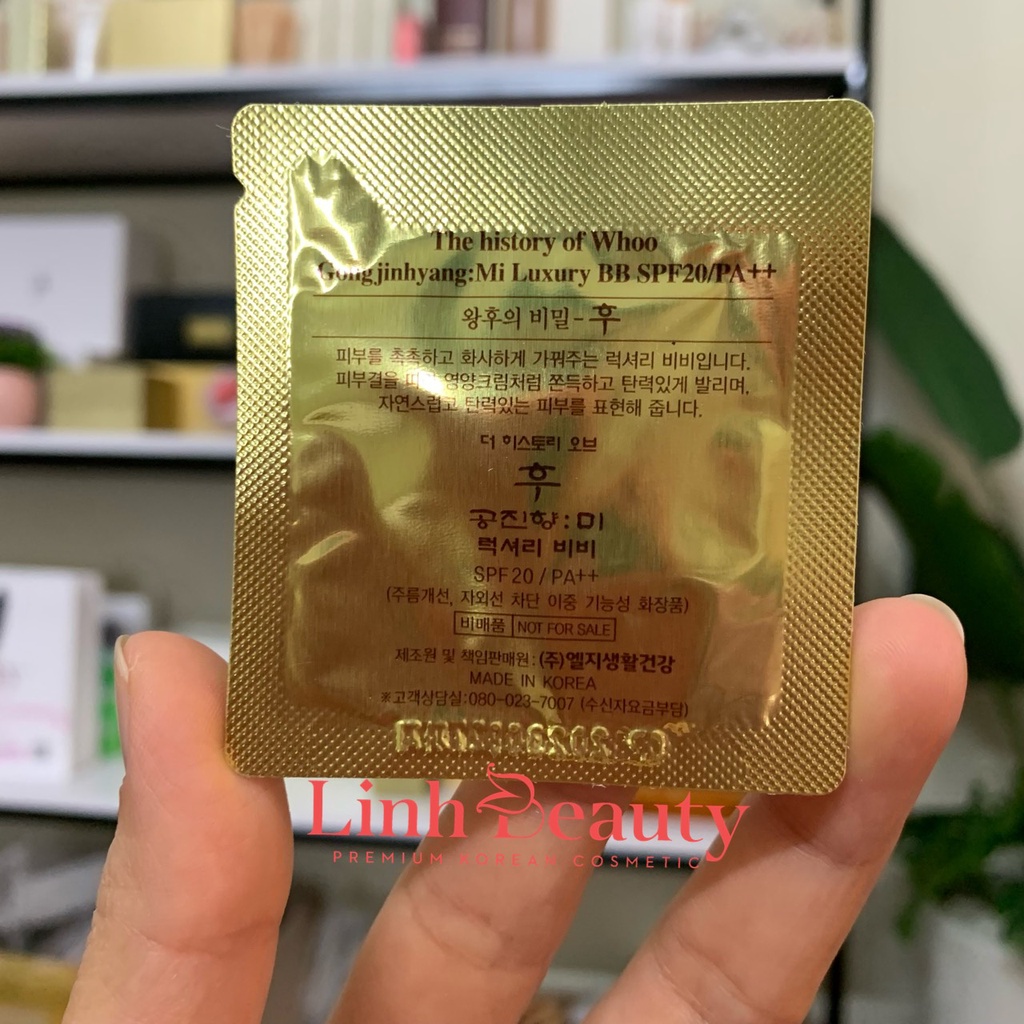 The history of Whoo
Gongjinhyang:Mi Luxury BB SPF20/PA++
왕후의 비밀-후
피부를 촉촉하고 화사하게 가꿔주는 럭셔리 비비입니다.
피부결을 영양크림처럼 쫀득하고 탄력있게 발리며,
자연스럽고 탄력있는 피부를 표현해 줍니다.
더 히스토리 오브
후
공진향:미
럭셔리 비비
SPF20/PA++
(주름개선, 자외선 차단 이중 기능성 화장품)
비매품 NOT FOR SALE
제조원 및 책임판매원:(주)엘지생활건강
MADE IN KOREA
※고객상담실:080-023-7007 (수신자요금부담)
Linh Beauty
PREMIUM KOREAN COSMETIC